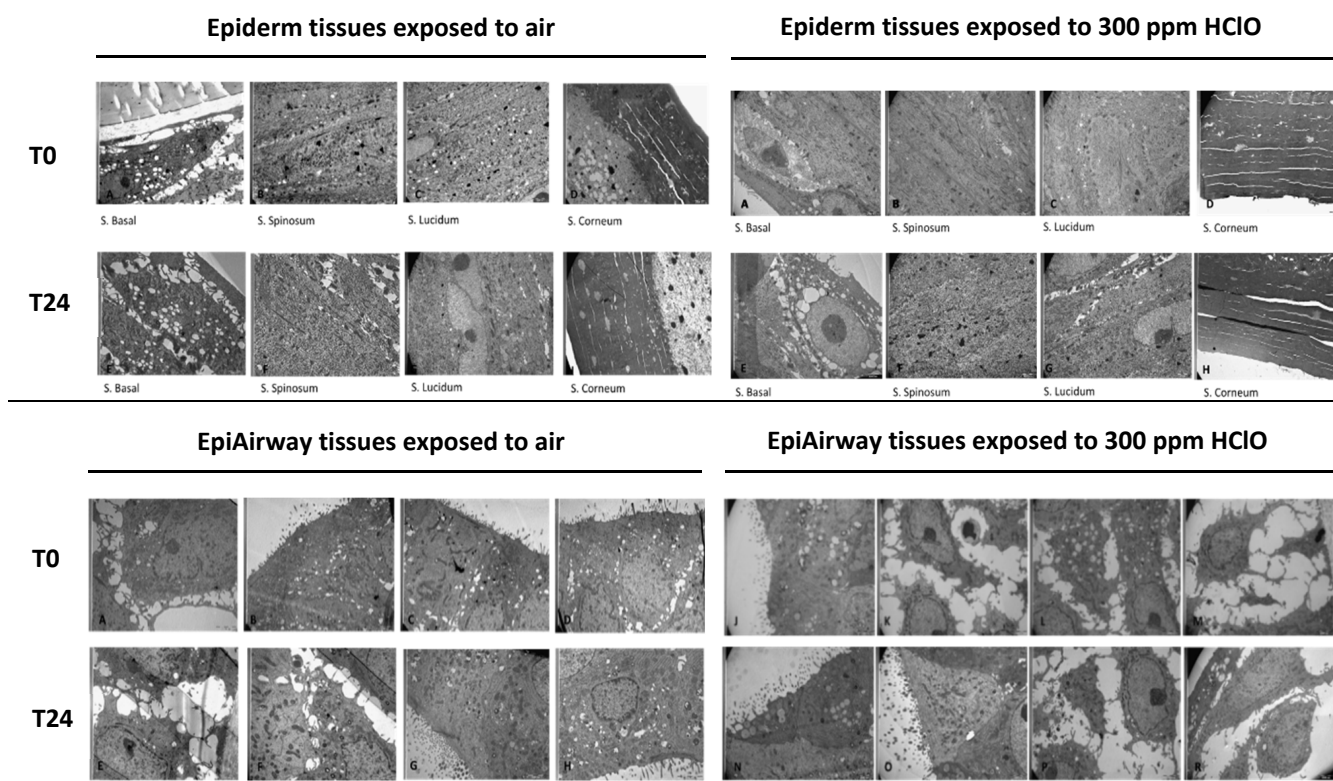 Epiderm tissues exposed to air
Epiderm tissues exposed to 300 ppm HClO
T0
A B C D
A B C D
S. Basal S. Spinosum S. Lucidum S. Corneum
S. Basal S. Spinosum S. Lucidum S. Corneum
T24
E F
E F G H
S. Basal S. Spinosum S. Lucidum S. Corneum
S. Basal S. Spinosum S. Lucidum S. Corneum
EpiAirway tissues exposed to air
EpiAirway tissues exposed to 300 ppm HClO
T0
A B C D
J K L M
T24
E F G H
N O P R